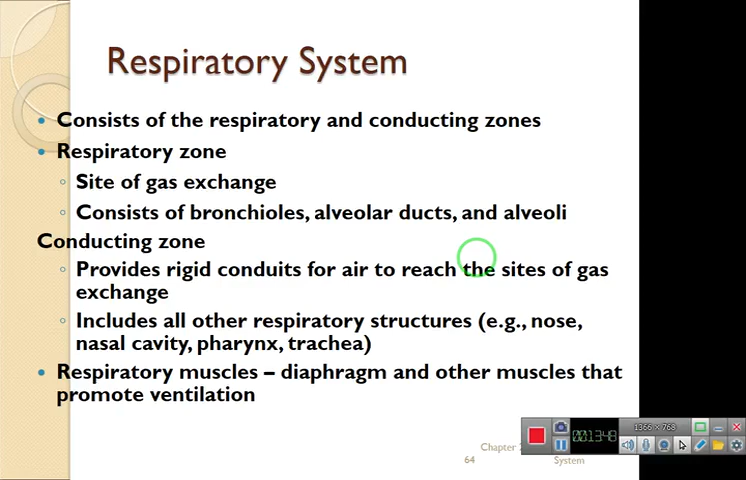 Respiratory System
Consists of the respiratory and conducting zones
Respiratory zone
Site of gas exchange
Consists of bronchioles, alveolar ducts, and alveoli
Conducting zone
Provides rigid conduits for air to reach the sites of gas
exchange
Includes all other respiratory structures (e.g., nose,
nasal cavity, pharynx, trachea)
Respiratory muscles – diaphragm and other muscles that
promote ventilation
1366 × 768
Chapter
64
System